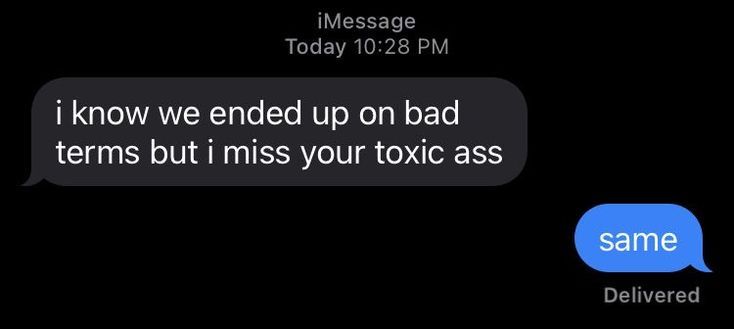 iMessage
Today 10:28 PM
i know we ended up on bad
terms but i miss your toxic ass
same
Delivered